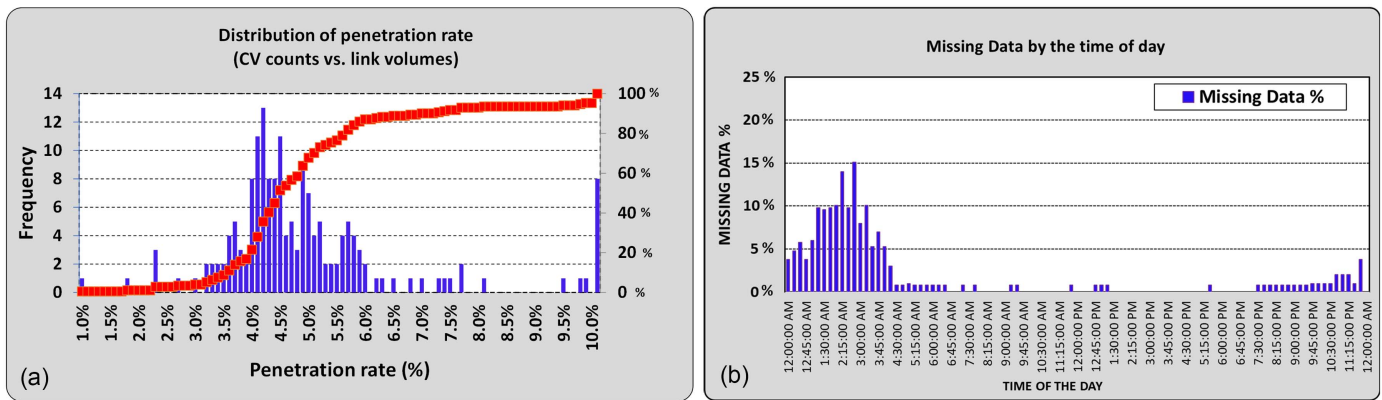 Distribution of penetration rate
(CV counts vs. link volumes)
14
12
10
8
6
4
2
0
Frequency
100 %
80 %
60 %
40 %
20 %
0 %
1.0%
1.5%
2.0%
2.5%
3.0%
3.5%
4.0%
4.5%
5.0%
5.5%
6.0%
6.5%
7.0%
7.5%
8.0%
8.5%
9.0%
9.5%
10.0%
Penetration rate (%)
(a)
Missing Data by the time of day
25 %
20 %
15 %
10 %
5 %
0 %
MISSING DATA %
Missing Data %
12:00:00 AM
12:45:00 AM
1:30:00 AM
2:15:00 AM
3:00:00 AM
3:45:00 AM
4:30:00 AM
5:15:00 AM
6:00:00 AM
6:45:00 AM
7:30:00 AM
8:15:00 AM
9:00:00 AM
9:45:00 AM
10:30:00 AM
11:15:00 AM
12:00:00 PM
12:45:00 PM
1:30:00 PM
2:15:00 PM
3:00:00 PM
3:45:00 PM
4:30:00 PM
5:15:00 PM
6:00:00 PM
6:45:00 PM
7:30:00 PM
8:15:00 PM
9:00:00 PM
9:45:00 PM
10:30:00 PM
11:15:00 PM
12:00:00 AM
TIME OF THE DAY
(b)